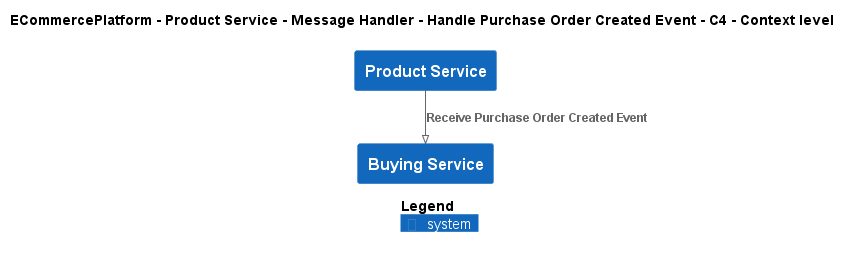 ECommercePlatform - Product Service - Message Handler - Handle Purchase Order Created Event - C4 - Context level
Product Service
Receive Purchase Order Created Event
Buying Service
Legend
system